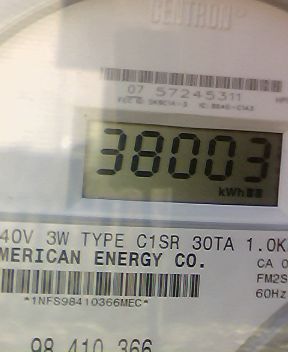 CENTRON®
07 57245311
38003
kWh
40V 3W TYPE C1SR 30TA 1.0K
MERICAN ENERGY CO.
CA 0
FM2S
60Hz
*1NFS98410366MEC*
98 410 366